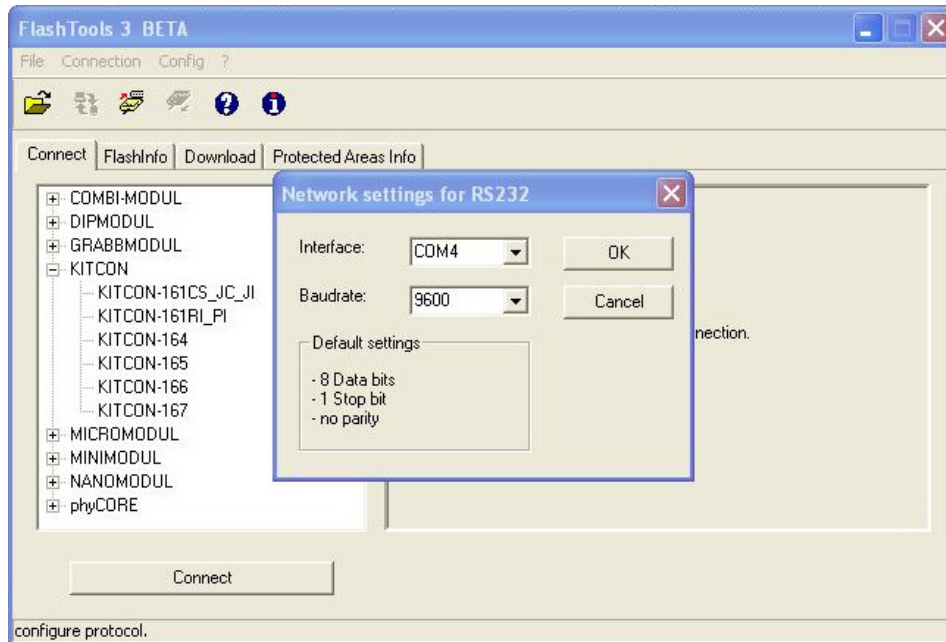 FlashTools 3 BETA
File Connection Config ?
Connect FlashInfo Download Protected Areas Info
COMBI-MODUL
DIPMODUL
GRABBMODUL
KITCON
KITCON-161CS_JC_JI
KITCON-161RI_PI
KITCON-164
KITCON-165
KITCON-166
KITCON-167
MICROMODUL
MINIMODUL
NANOMODUL
phyCORE
Network settings for RS232
Interface: COM4 OK
Baudrate: 9600 Cancel
Default settings
- 8 Data bits
- 1 Stop bit
- no parity
nection.
Connect
configure protocol.